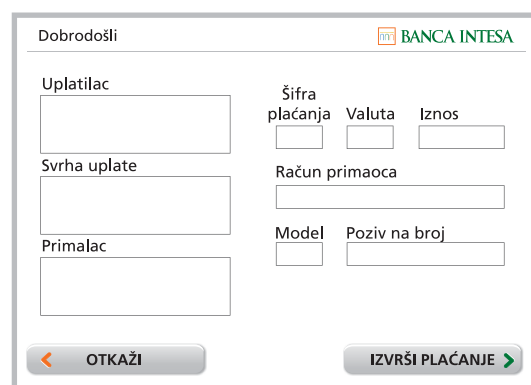 Dobrodošli
BANCA INTESA
Uplatilac
Svrha uplate
Primalac
Šifra
plaćanja
Valuta
Iznos
Račun primaoca
Model
Poziv na broj
OTKAŽI
IZVRŠI PLAĆANJE